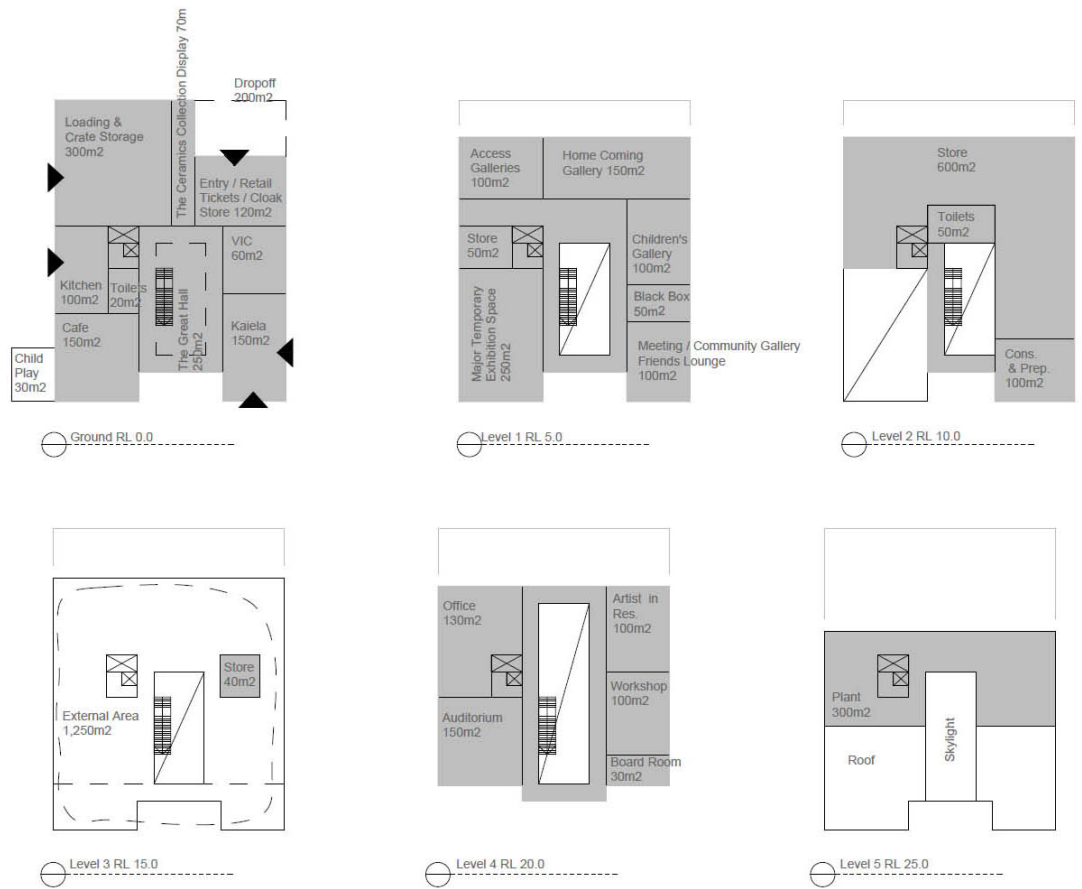 The Ceramics Collection Display 70m
Dropoff
200m2
Loading &
Crate Storage
300m2
Entry / Retail
Tickets / Cloak
Store 120m2
VIC
60m2
Kitchen
100m2
Toilets
20m2
The Great Hall
250m2
Cafe
150m2
Kaiela
150m2
Child
Play
30m2
Ground RL 0.0
Access
Galleries
100m2
Home Coming
Gallery 150m2
Store
50m2
Children's
Gallery
100m2
Black Box
50m2
Major Temporary
Exhibition Space
250m2
Meeting / Community Gallery
Friends Lounge
100m2
Level 1 RL 5.0
Store
600m2
Toilets
50m2
Cons.
& Prep.
100m2
Level 2 RL 10.0
Store
40m2
External Area
1,250m2
Level 3 RL 15.0
Office
130m2
Artist in
Res.
100m2
Workshop
100m2
Auditorium
150m2
Board Room
30m2
Level 4 RL 20.0
Plant
300m2
Roof
Skylight
Level 5 RL 25.0